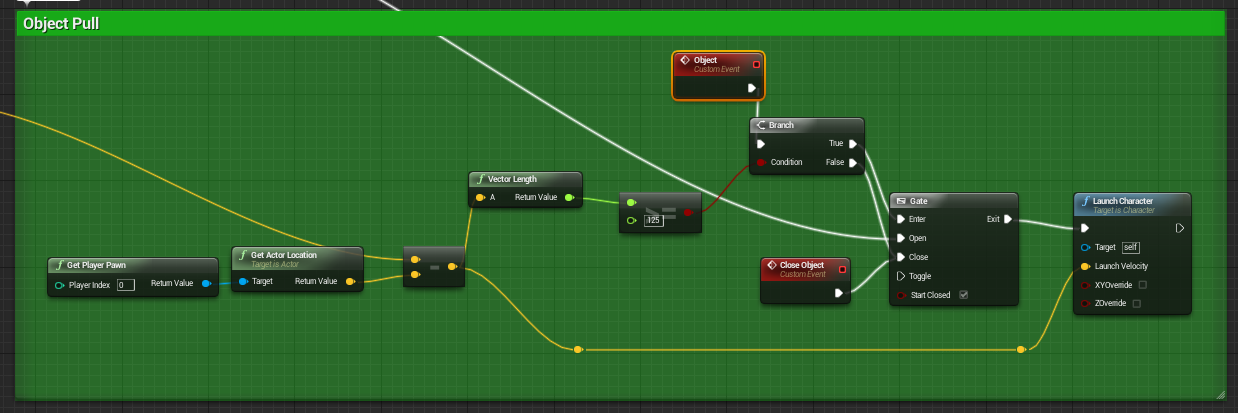 Object Pull
Object
Custom Event
Branch
True
Condition
False
Vector Length
A
Return Value
125
Gate
Enter
Exit
Open
Close
Toggle
Start Closed
Launch Character
Target is Character
Target
self
Launch Velocity
XYOverride
ZOverride
Get Player Pawn
Player Index
0
Return Value
Get Actor Location
Target is Actor
Target
Return Value
Close Object
Custom Event